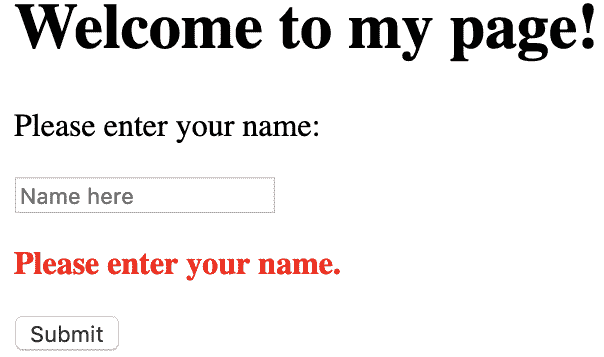 Welcome to my page!
Please enter your name:
Name here
Please enter your name.
Submit